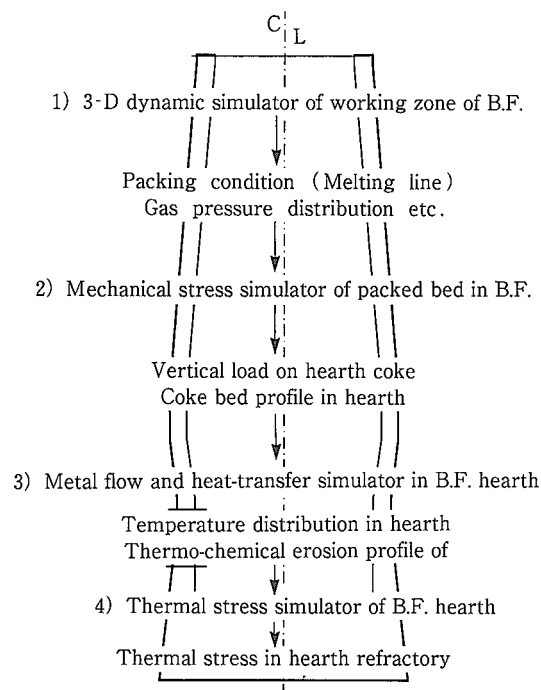 C L
1) 3-D dynamic simulator of working zone of B.F.
Packing condition (Melting line)
Gas pressure distribution etc.
2) Mechanical stress simulator of packed bed in B.F.
Vertical load on hearth coke
Coke bed profile in hearth
3) Metal flow and heat-transfer simulator in B.F. hearth
Temperature distribution in hearth
Thermo-chemical erosion profile of
4) Thermal stress simulator of B.F. hearth
Thermal stress in hearth refractory